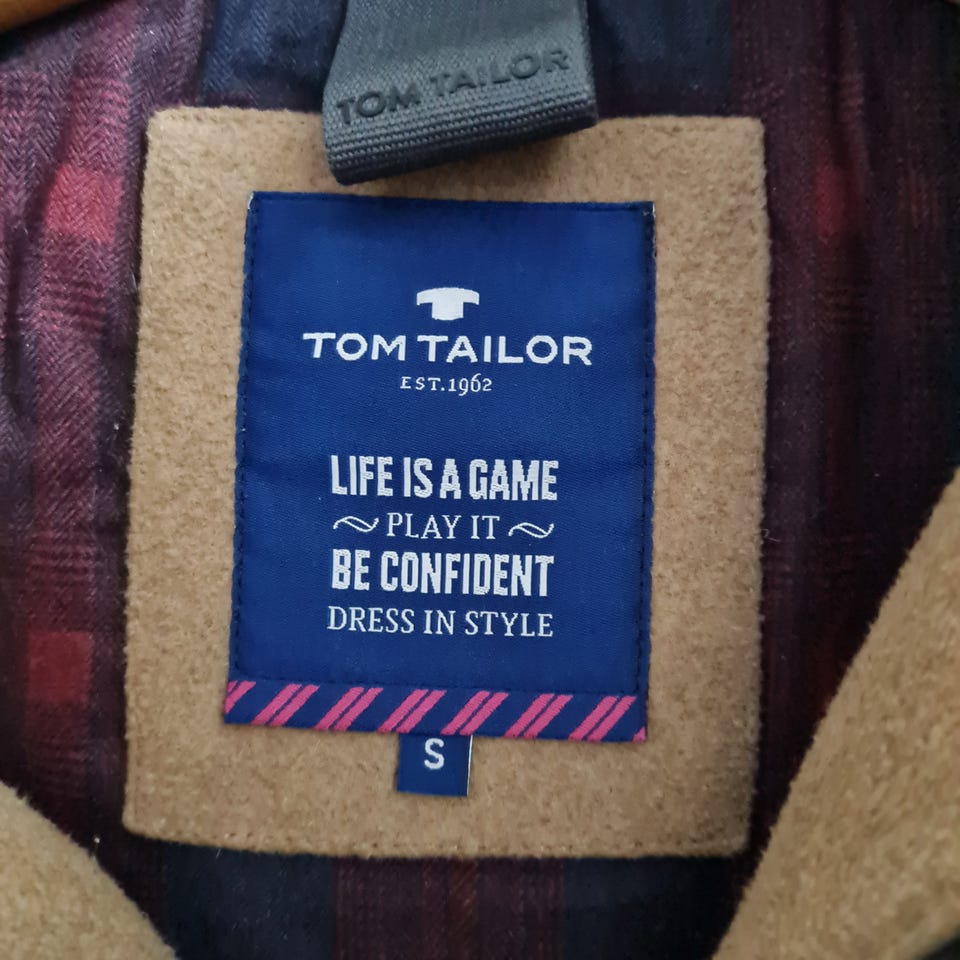 TOM TAILOR
TOM TAILOR
EST.1962
LIFE IS A GAME
~ PLAY IT ~
BE CONFIDENT
DRESS IN STYLE
S